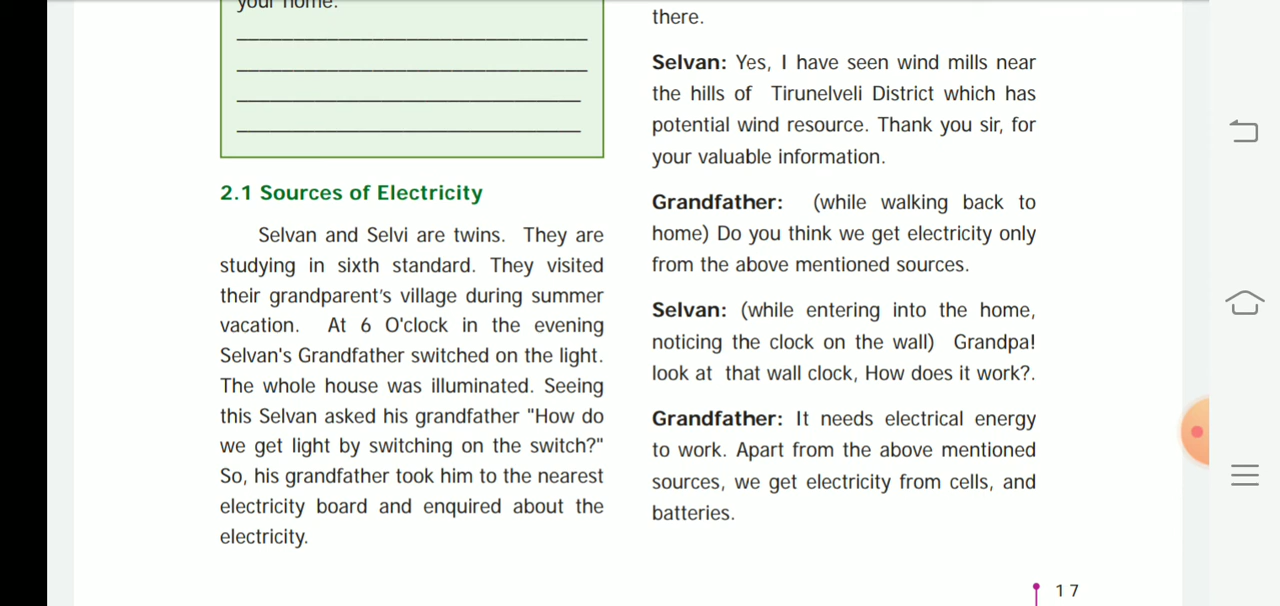 your home.
2.1 Sources of Electricity
Selvan and Selvi are twins. They are
studying in sixth standard. They visited
their grandparent's village during summer
vacation. At 6 O'clock in the evening
Selvan's Grandfather switched on the light.
The whole house was illuminated. Seeing
this Selvan asked his grandfather "How do
we get light by switching on the switch?"
So, his grandfather took him to the nearest
electricity board and enquired about the
electricity.
there.
Selvan: Yes, I have seen wind mills near
the hills of Tirunelveli District which has
potential wind resource. Thank you sir, for
your valuable information.
Grandfather: (while walking back to
home) Do you think we get electricity only
from the above mentioned sources.
Selvan: (while entering into the home,
noticing the clock on the wall) Grandpa!
look at that wall clock, How does it work?.
Grandfather: It needs electrical energy
to work. Apart from the above mentioned
sources, we get electricity from cells, and
batteries.
17